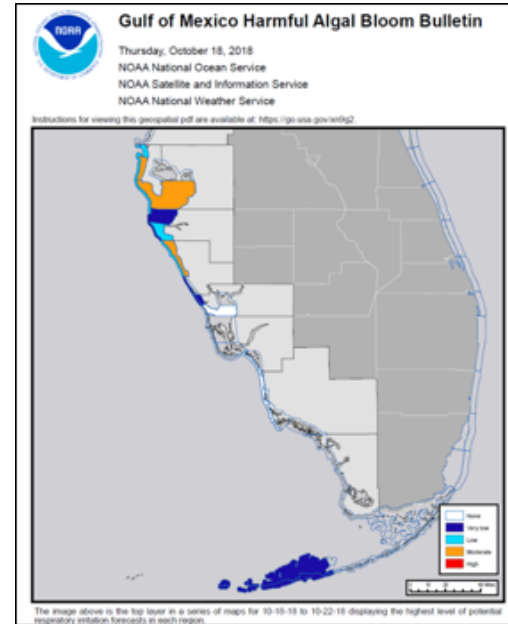 NOAA
Gulf of Mexico Harmful Algal Bloom Bulletin
Thursday, October 18, 2018
NOAA National Ocean Service
NOAA Satellite and Information Service
NOAA National Weather Service
Instructions for viewing this geospatial pdf are available at: https://go.usa.gov/xn9g2.
None
Very low
Low
Moderate
High
The image above is the top layer in a series of maps for 10-18-18 to 10-22-18 displaying the highest level of potential
respiratory irritation forecasts in each region.